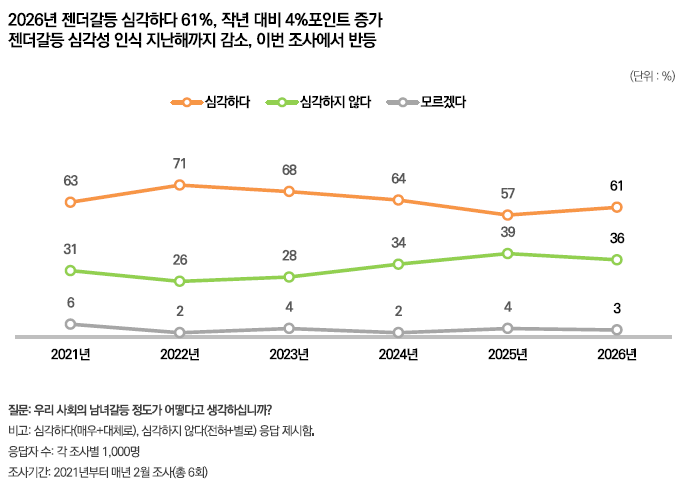 2026년 젠더갈등 심각하다 61%, 작년 대비 4%포인트 증가
젠더갈등 심각성 인식 지난해까지 감소, 이번 조사에서 반등
(단위 : %)
심각하다 심각하지 않다 모르겠다
63 71 68 64 57 61
31 26 28 34 39 36
6 2 4 2 4 3
2021년 2022년 2023년 2024년 2025년 2026년
질문: 우리 사회의 남녀갈등 정도가 어떻다고 생각하십니까?
비고: 심각하다(매우+대체로), 심각하지 않다(전혀+별로) 응답 제시함.
응답자 수: 각 조사별 1,000명
조사기간: 2021년부터 매년 2월 조사(총 6회)